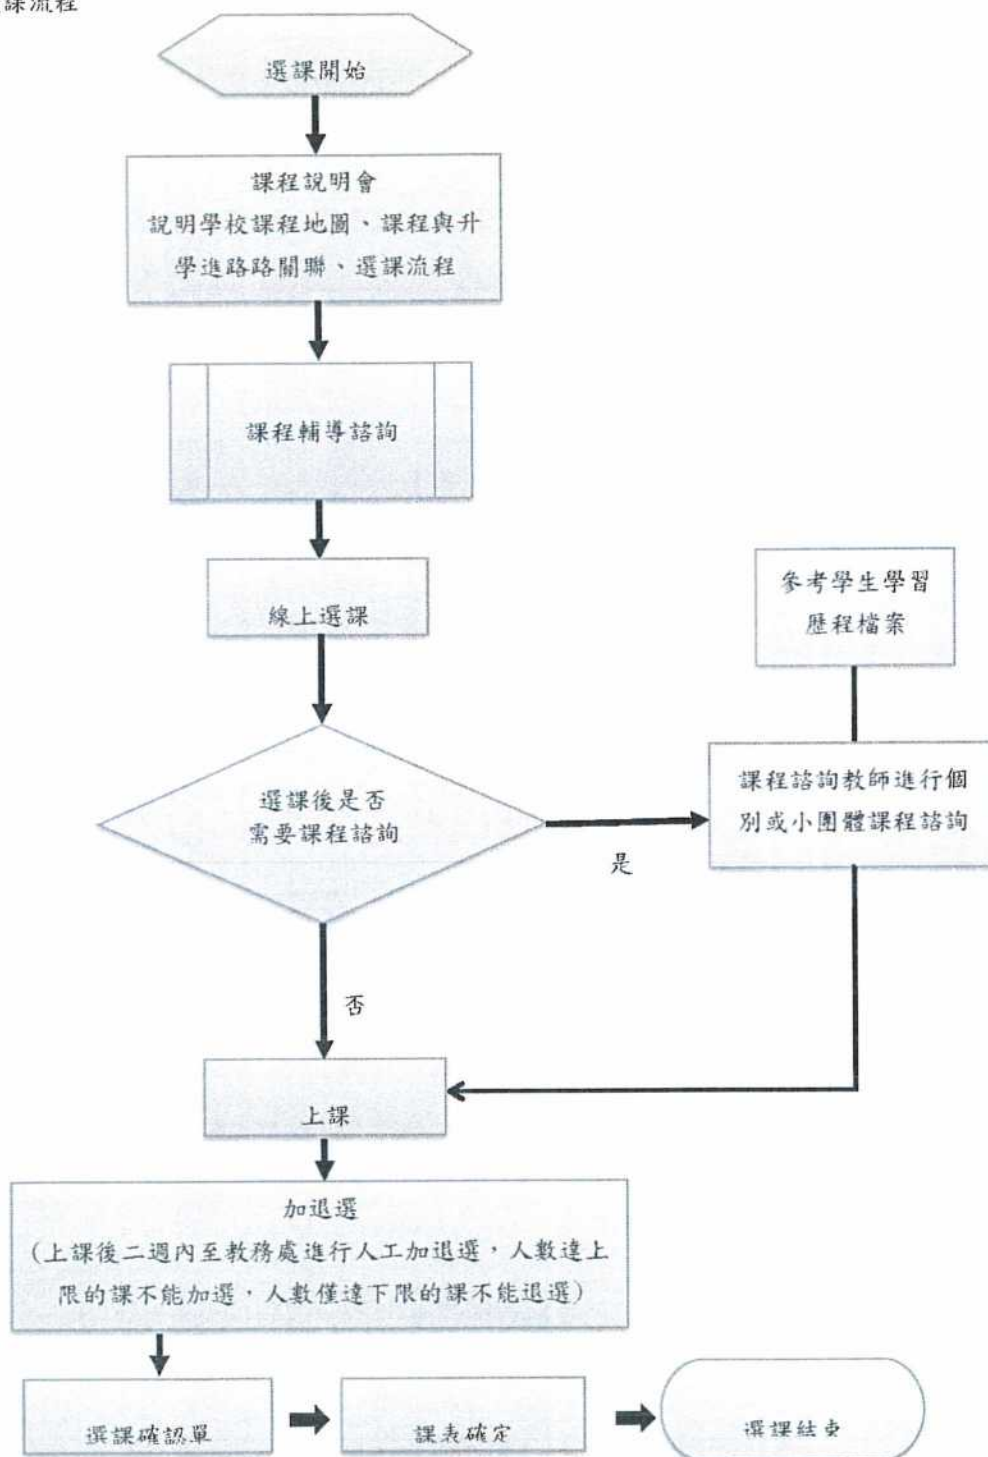 課流程
選課開始
課程說明會
說明學校課程地圖、課程與升
學進路路關聯、選課流程
課程輔導諮詢
線上選課
參考學生學習
歷程檔案
選課後是否
需要課程諮詢
課程諮詢教師進行個
別或小團體課程諮詢
是
否
上課
加退選
(上課後二週內至教務處進行人工加退選，人數達上
限的課不能加選，人數僅達下限的課不能退選)
選課確認單
課表確定
選課結束